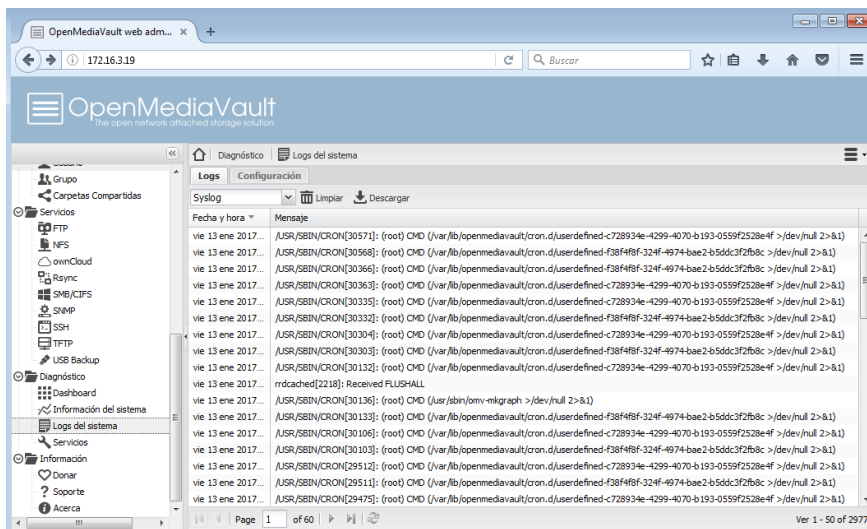 OpenMediaVault web adm...
172.16.3.19
Buscar
OpenMediaVault
The open network attached storage solution
Diagnóstico
Logs del sistema
Grupo
Carpetas Compartidas
Servicios
FTP
NFS
ownCloud
Rsync
SMB/CIFS
SNMP
SSH
TFTP
USB Backup
Diagnóstico
Dashboard
Información del sistema
Logs del sistema
Servicios
Información
Donar
Soporte
Acerca
Logs
Configuración
Syslog
Limpiar
Descargar
Fecha y hora
Mensaje
vie 13 ene 2017... /USR/SBIN/CRON[30571]: (root) CMD (/var/lib/openmediavault/cron.d/userdefined-c728934e-4299-4070-b193-0559f2528e4f >/dev/null 2>&1)
vie 13 ene 2017... /USR/SBIN/CRON[30568]: (root) CMD (/var/lib/openmediavault/cron.d/userdefined-f38f4f8f-324f-4974-bae2-b5ddc3f2fb8c >/dev/null 2>&1)
vie 13 ene 2017... /USR/SBIN/CRON[30366]: (root) CMD (/var/lib/openmediavault/cron.d/userdefined-f38f4f8f-324f-4974-bae2-b5ddc3f2fb8c >/dev/null 2>&1)
vie 13 ene 2017... /USR/SBIN/CRON[30363]: (root) CMD (/var/lib/openmediavault/cron.d/userdefined-c728934e-4299-4070-b193-0559f2528e4f >/dev/null 2>&1)
vie 13 ene 2017... /USR/SBIN/CRON[30335]: (root) CMD (/var/lib/openmediavault/cron.d/userdefined-c728934e-4299-4070-b193-0559f2528e4f >/dev/null 2>&1)
vie 13 ene 2017... /USR/SBIN/CRON[30332]: (root) CMD (/var/lib/openmediavault/cron.d/userdefined-f38f4f8f-324f-4974-bae2-b5ddc3f2fb8c >/dev/null 2>&1)
vie 13 ene 2017... /USR/SBIN/CRON[30304]: (root) CMD (/var/lib/openmediavault/cron.d/userdefined-c728934e-4299-4070-b193-0559f2528e4f >/dev/null 2>&1)
vie 13 ene 2017... /USR/SBIN/CRON[30303]: (root) CMD (/var/lib/openmediavault/cron.d/userdefined-f38f4f8f-324f-4974-bae2-b5ddc3f2fb8c >/dev/null 2>&1)
vie 13 ene 2017... /USR/SBIN/CRON[30132]: (root) CMD (/var/lib/openmediavault/cron.d/userdefined-c728934e-4299-4070-b193-0559f2528e4f >/dev/null 2>&1)
vie 13 ene 2017... rrdcached[2218]: Received FLUSHALL
vie 13 ene 2017... /USR/SBIN/CRON[30136]: (root) CMD (/usr/sbin/omv-mkgraph >/dev/null 2>&1)
vie 13 ene 2017... /USR/SBIN/CRON[30133]: (root) CMD (/var/lib/openmediavault/cron.d/userdefined-f38f4f8f-324f-4974-bae2-b5ddc3f2fb8c >/dev/null 2>&1)
vie 13 ene 2017... /USR/SBIN/CRON[30106]: (root) CMD (/var/lib/openmediavault/cron.d/userdefined-c728934e-4299-4070-b193-0559f2528e4f >/dev/null 2>&1)
vie 13 ene 2017... /USR/SBIN/CRON[30103]: (root) CMD (/var/lib/openmediavault/cron.d/userdefined-f38f4f8f-324f-4974-bae2-b5ddc3f2fb8c >/dev/null 2>&1)
vie 13 ene 2017... /USR/SBIN/CRON[29512]: (root) CMD (/var/lib/openmediavault/cron.d/userdefined-c728934e-4299-4070-b193-0559f2528e4f >/dev/null 2>&1)
vie 13 ene 2017... /USR/SBIN/CRON[29511]: (root) CMD (/var/lib/openmediavault/cron.d/userdefined-f38f4f8f-324f-4974-bae2-b5ddc3f2fb8c >/dev/null 2>&1)
vie 13 ene 2017... /USR/SBIN/CRON[29475]: (root) CMD (/var/lib/openmediavault/cron.d/userdefined-c728934e-4299-4070-b193-0559f2528e4f >/dev/null 2>&1)
Page 1 of 60
Ver 1 - 50 of 2977